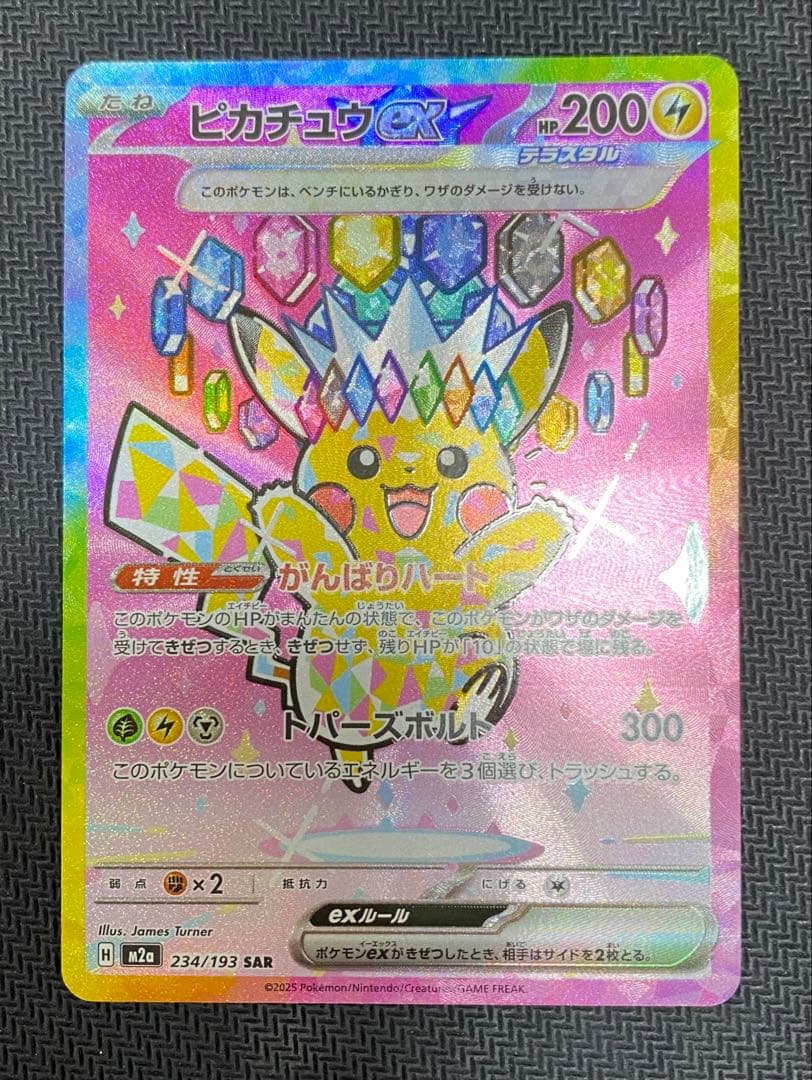 たね ピカチュウex HP200
テラスタル
このポケモンは、ベンチにいるかぎり、ワザのダメージを受けない。
特性 がんばりハート
このポケモンのHPがまんたんの状態で、このポケモンがワザのダメージを
受けてきぜつするとき、きぜつせず、残りHPが「10」の状態で場に残る。
トパーズボルト 300
このポケモンについているエネルギーを3個選び、トラッシュする。
弱点 ×2 抵抗力 にげる
exルール
ポケモンexがきぜつしたとき、相手はサイドを2枚とる。
Illus. James Turner
H m2a 234/193 SAR
©2025 Pokémon/Nintendo/Creatures/GAME FREAK.